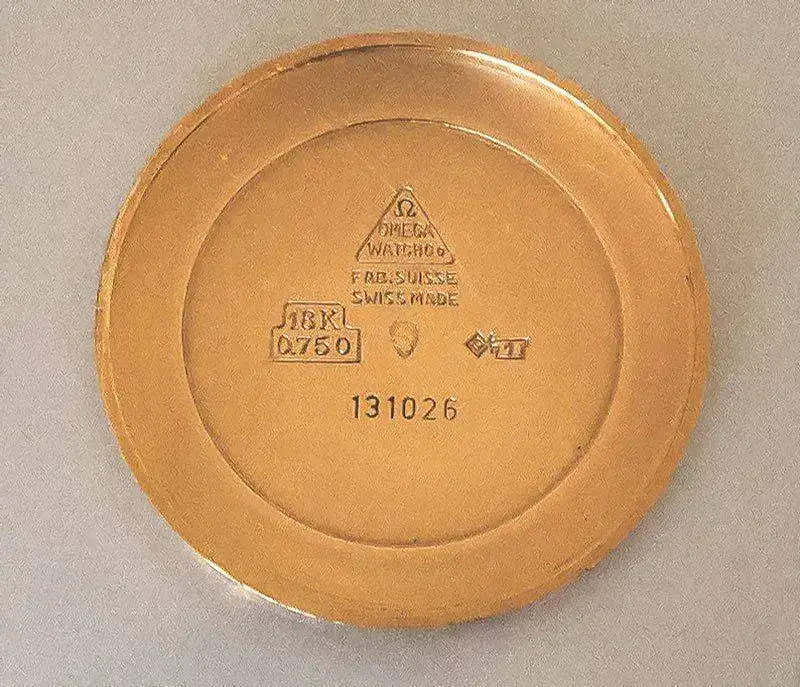 Ω
OMEGA
WATCH Co
FAB. SUISSE
SWISS MADE
18K
0.750
131026